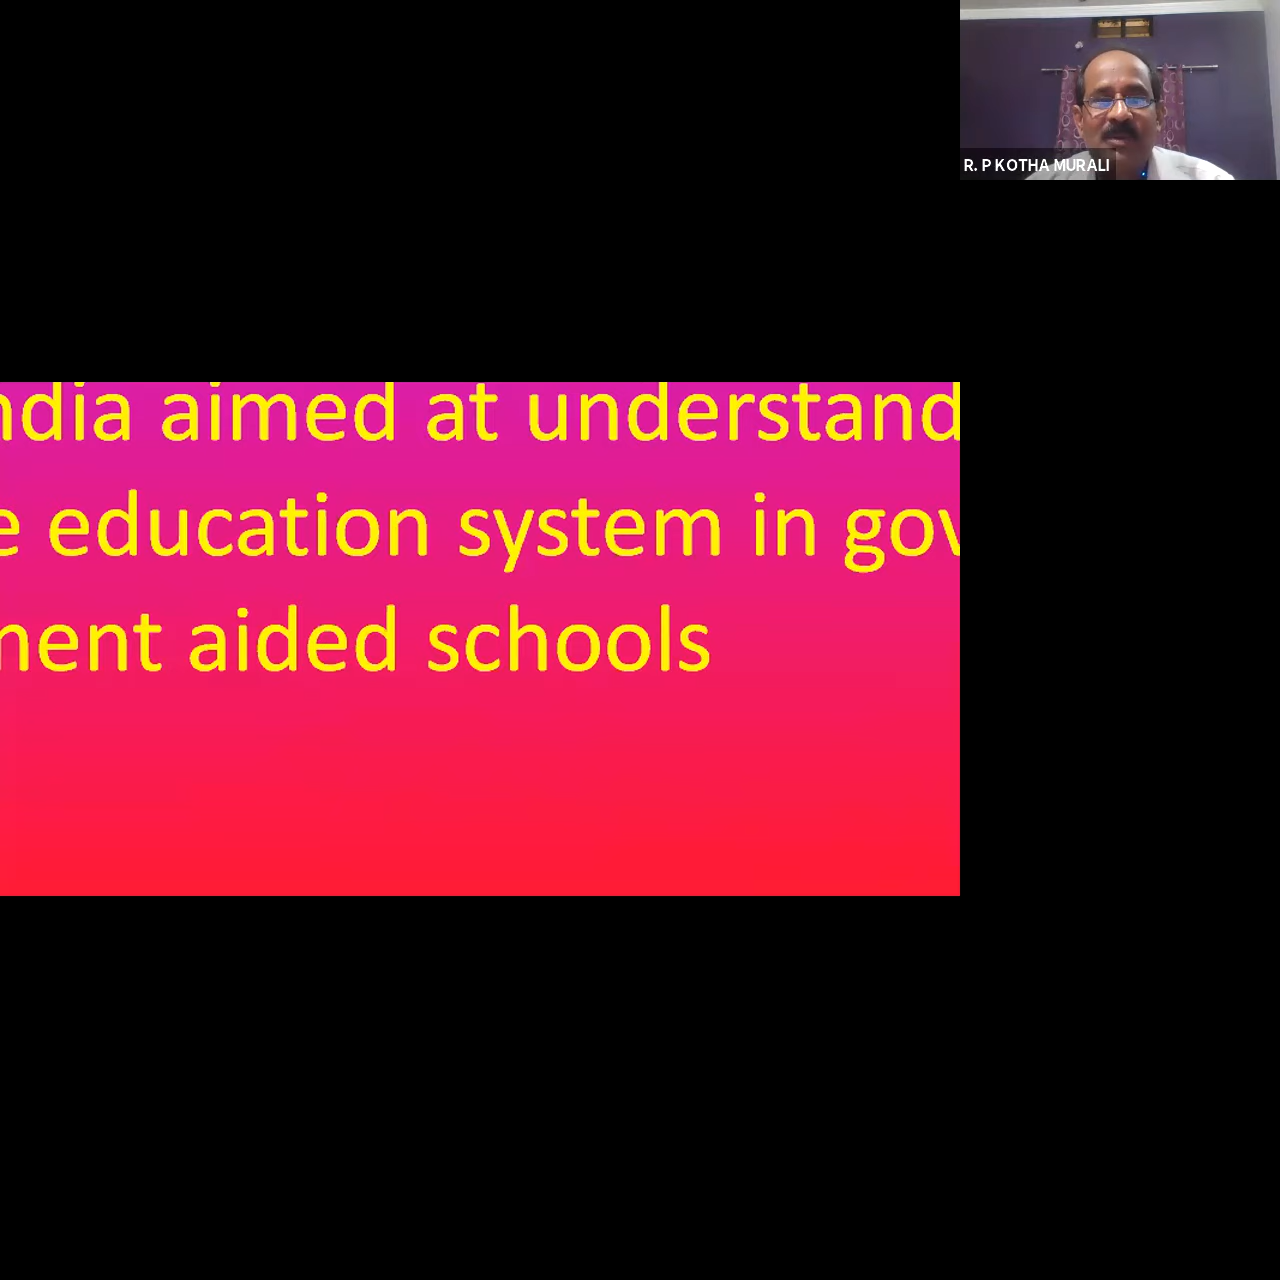 R. P KOTHA MURALI
ndia aimed at understand
e education system in gov
ment aided schools